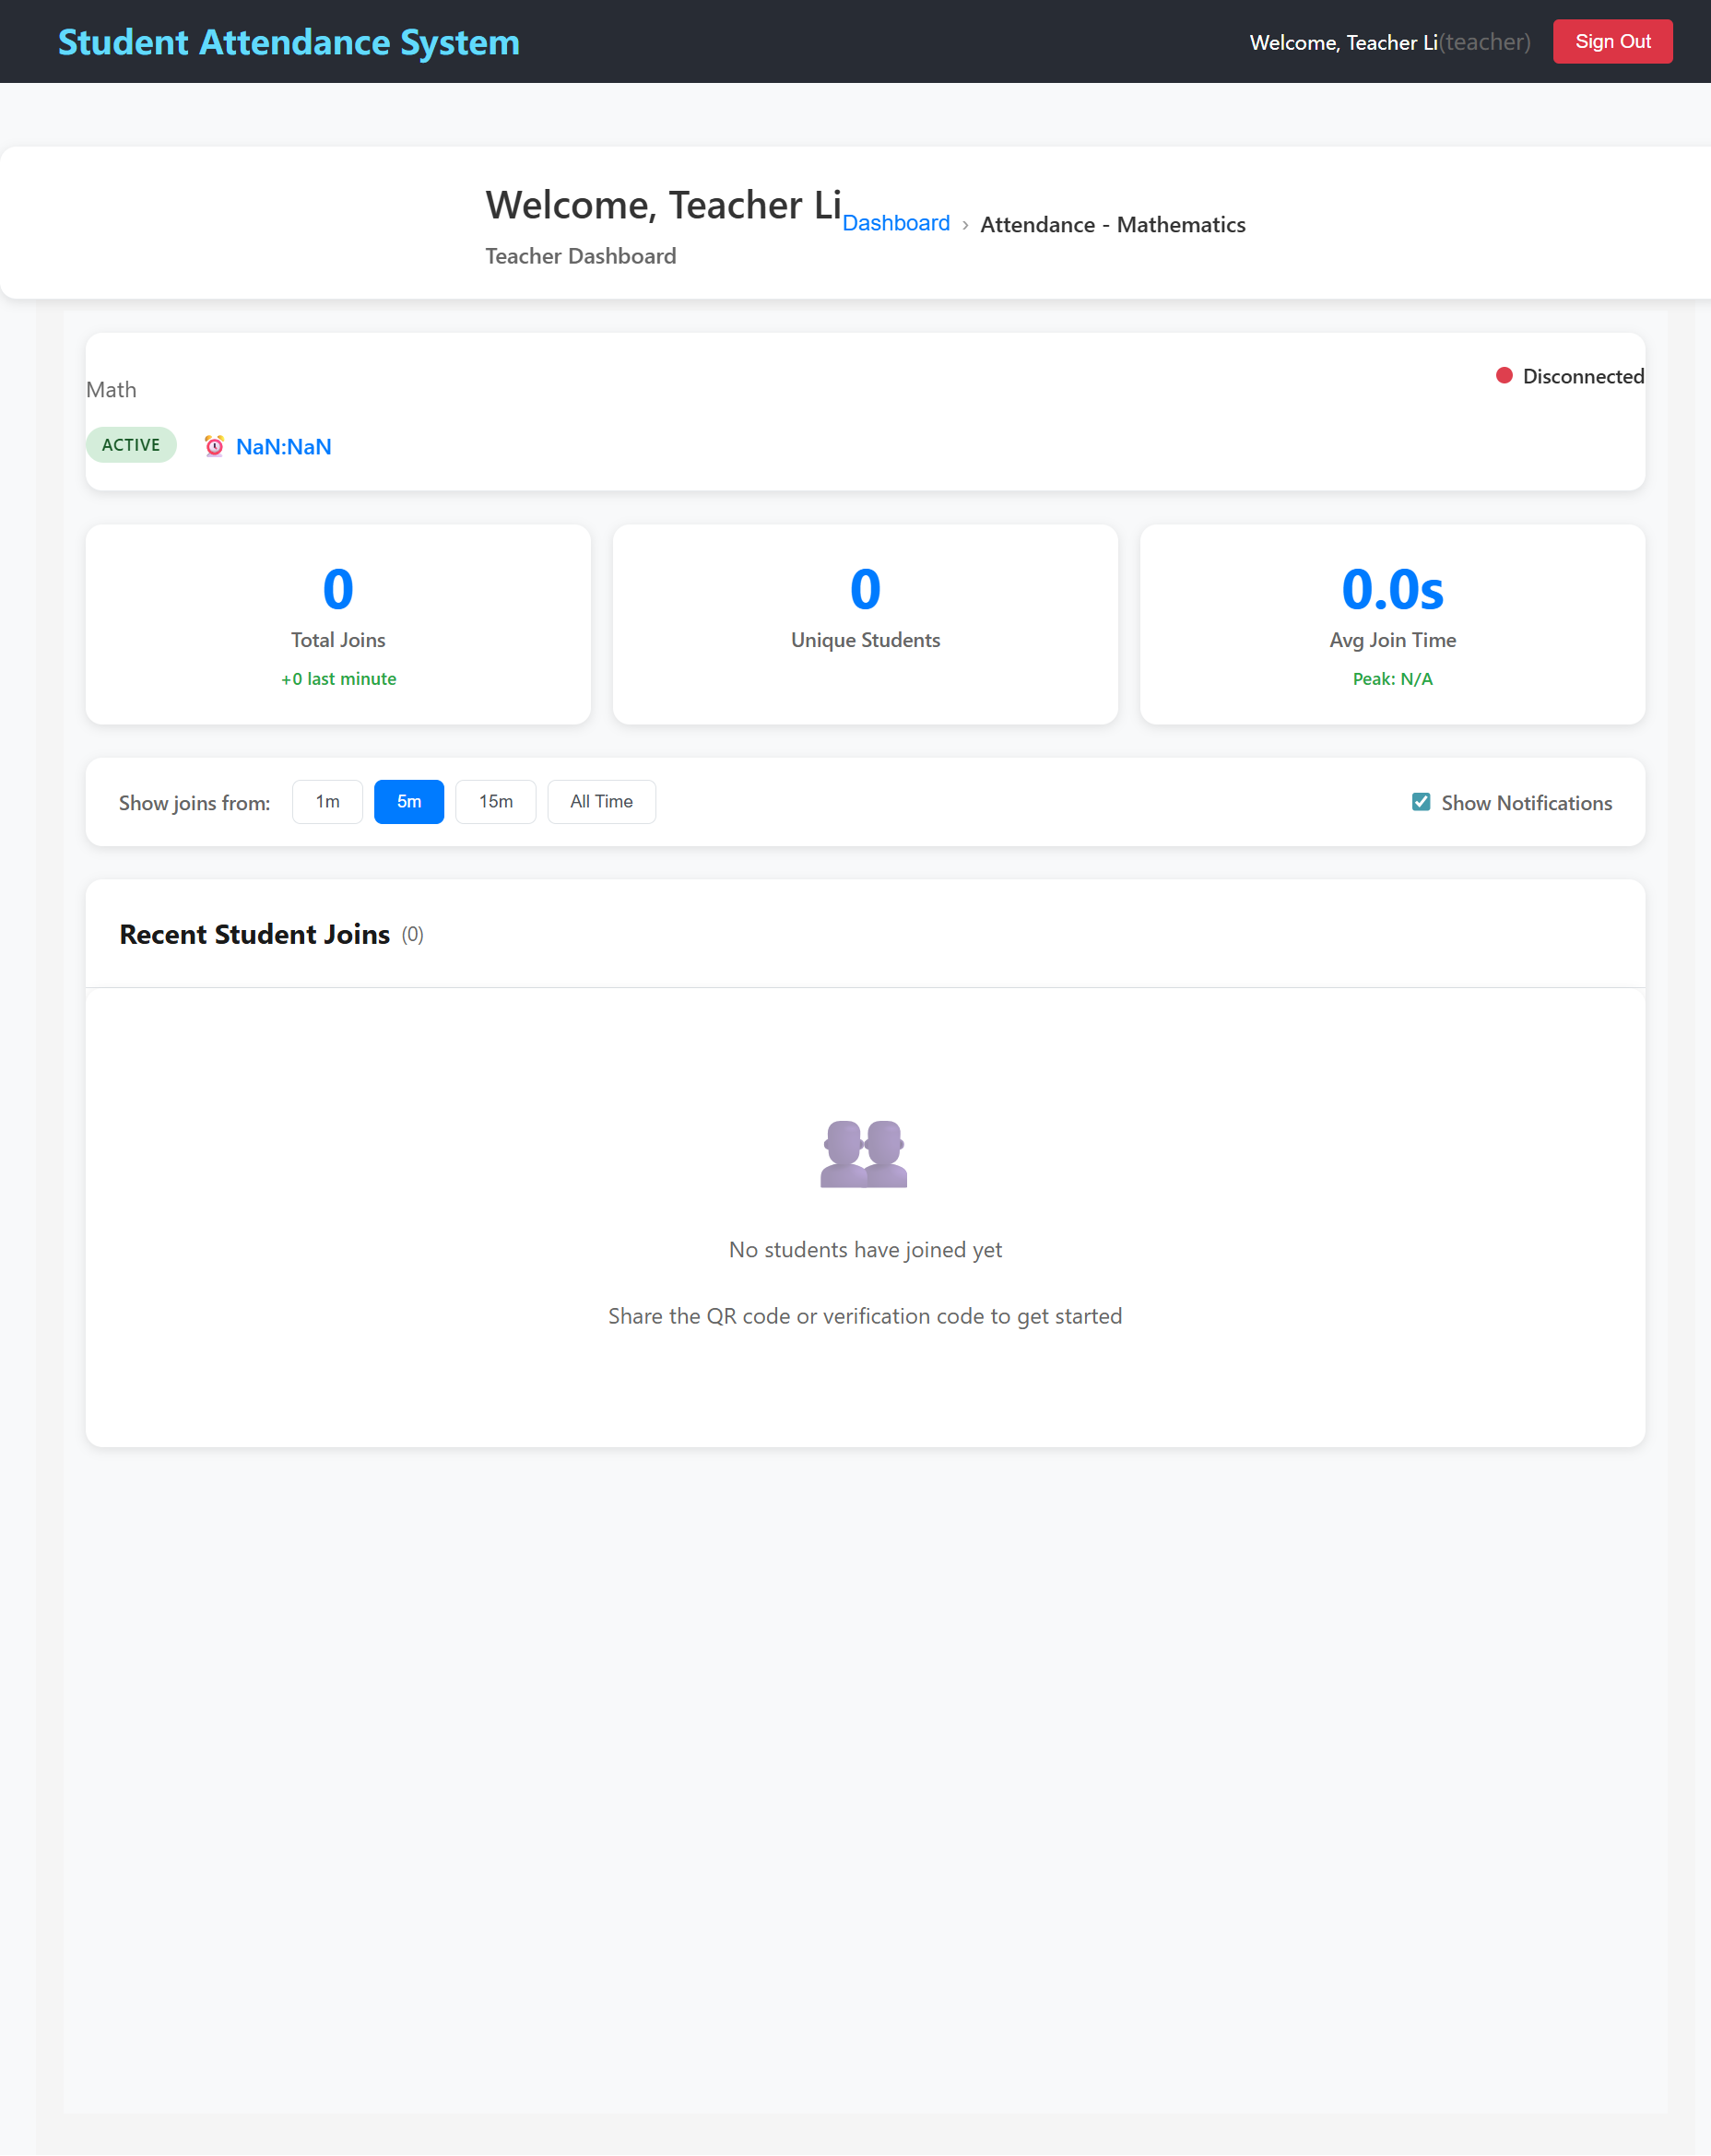 Student Attendance System
Welcome, Teacher Li(teacher)
Sign Out
Welcome, Teacher Li
Dashboard › Attendance - Mathematics
Teacher Dashboard
Math
Disconnected
ACTIVE
NaN:NaN
0
Total Joins
+0 last minute
0
Unique Students
0.0s
Avg Join Time
Peak: N/A
Show joins from:
1m
5m
15m
All Time
Show Notifications
Recent Student Joins (0)
No students have joined yet
Share the QR code or verification code to get started